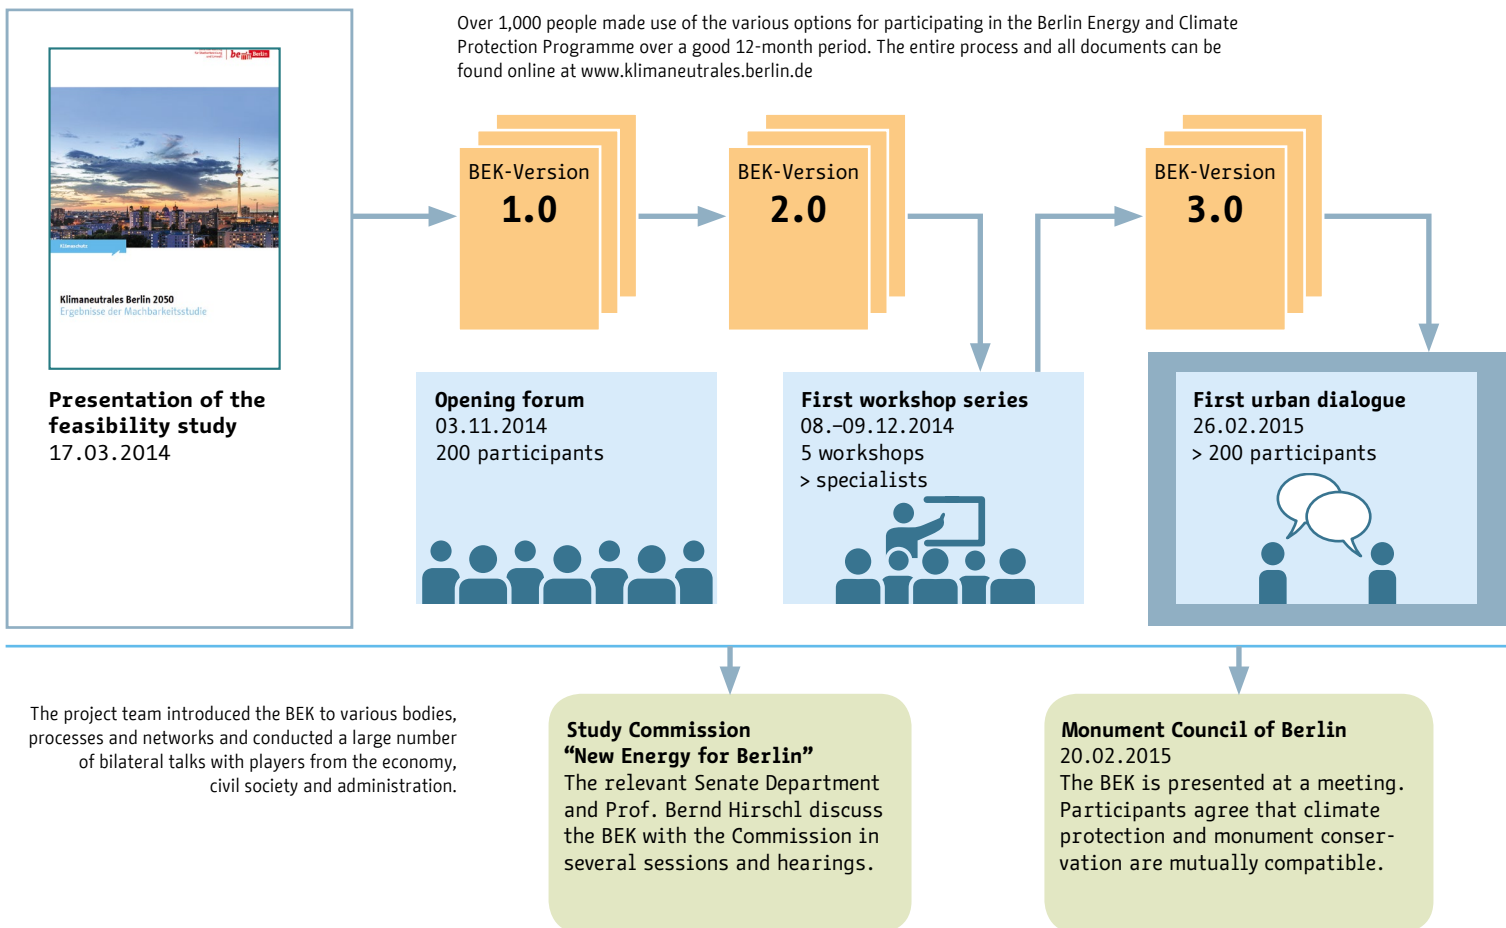 Over 1,000 people made use of the various options for participating in the Berlin Energy and Climate
Protection Programme over a good 12-month period. The entire process and all documents can be
found online at www.klimaneutrales.berlin.de
be Berlin
Klimaschutz
Klimaneutrales Berlin 2050
Ergebnisse der Machbarkeitsstudie
Presentation of the
feasibility study
17.03.2014
BEK-Version
1.0
BEK-Version
2.0
BEK-Version
3.0
Opening forum
03.11.2014
200 participants
First workshop series
08.–09.12.2014
5 workshops
> specialists
First urban dialogue
26.02.2015
> 200 participants
The project team introduced the BEK to various bodies,
processes and networks and conducted a large number
of bilateral talks with players from the economy,
civil society and administration.
Study Commission
“New Energy for Berlin”
The relevant Senate Department
and Prof. Bernd Hirschl discuss
the BEK with the Commission in
several sessions and hearings.
Monument Council of Berlin
20.02.2015
The BEK is presented at a meeting.
Participants agree that climate
protection and monument conser-
vation are mutually compatible.